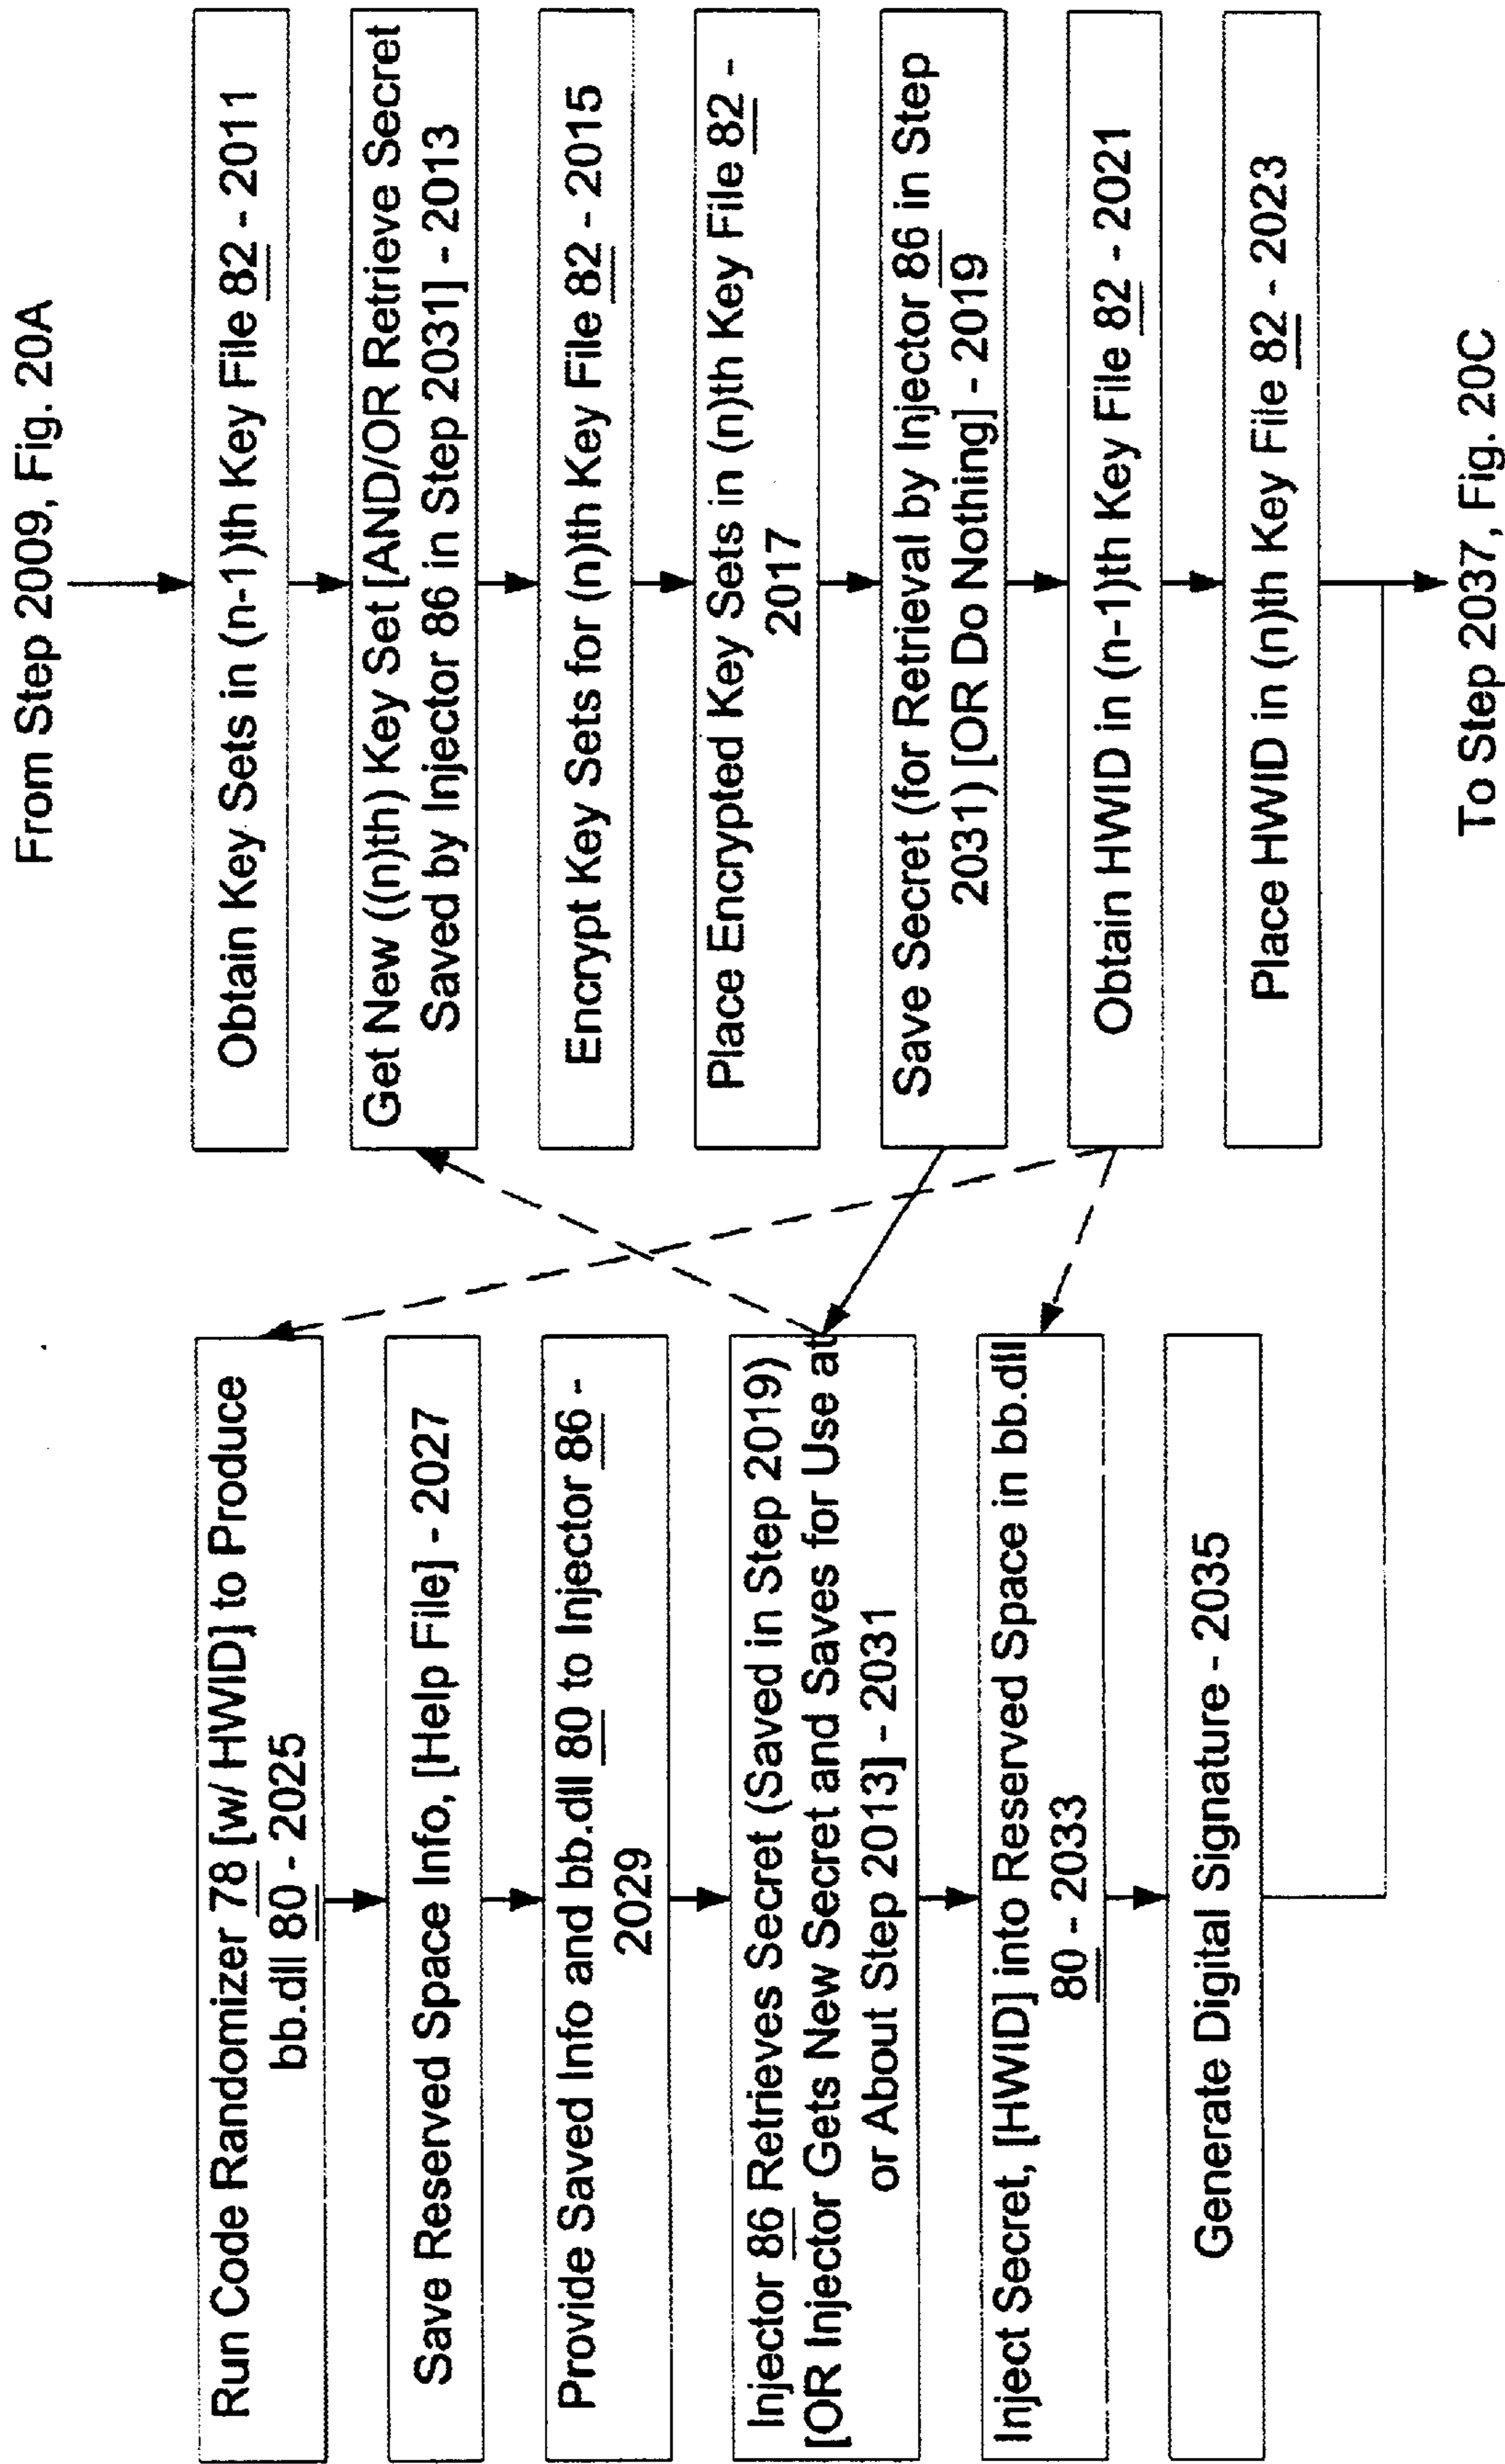 From Step 2009, Fig. 20A
Obtain Key Sets in (n-1)th Key File 82 - 2011
Get New ((n)th) Key Set [AND/OR Retrieve Secret
Saved by Injector 86 in Step 2031] - 2013
Encrypt Key Sets for (n)th Key File 82 - 2015
Place Encrypted Key Sets in (n)th Key File 82 -
2017
Save Secret (for Retrieval by Injector 86 in Step
2031) [OR Do Nothing] - 2019
Obtain HWID in (n-1)th Key File 82 - 2021
Place HWID in (n)th Key File 82 - 2023
Run Code Randomizer 78 [w/ HWID] to Produce
bb.dll 80 - 2025
Save Reserved Space Info, [Help File] - 2027
Provide Saved Info and bb.dll 80 to Injector 86 -
2029
Injector 86 Retrieves Secret (Saved in Step 2019)
[OR Injector Gets New Secret and Saves for Use at
or About Step 2013] - 2031
Inject Secret, [HWID] into Reserved Space in bb.dll
80 - 2033
Generate Digital Signature - 2035
To Step 2037, Fig. 20C